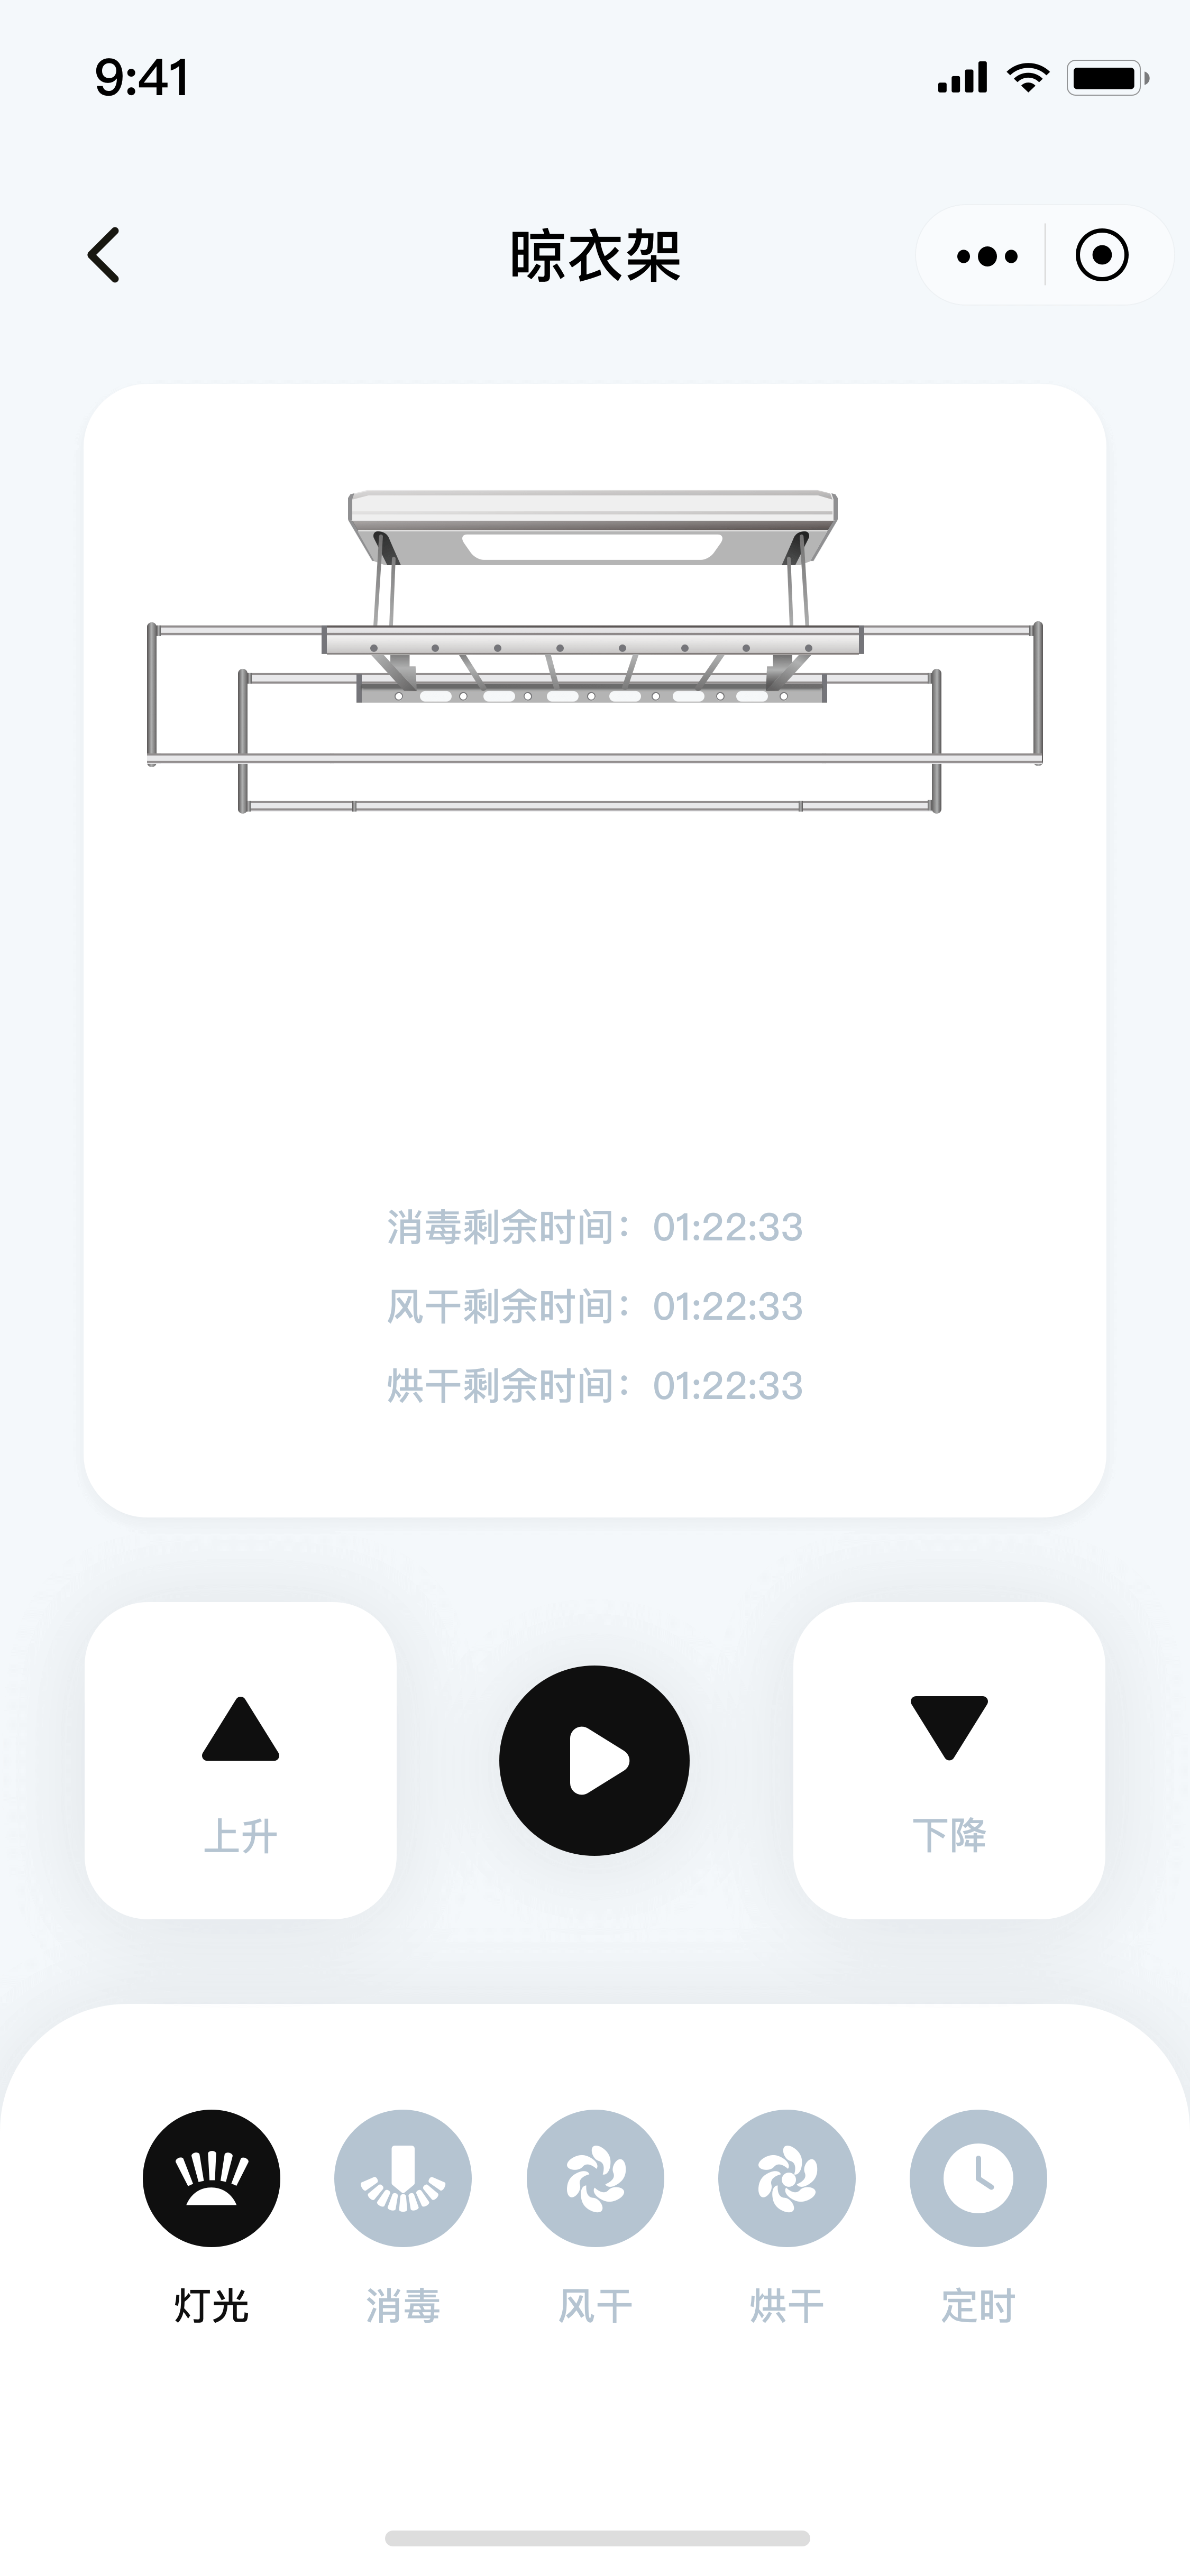 9:41
晾衣架
消毒剩余时间：01:22:33
风干剩余时间：01:22:33
烘干剩余时间：01:22:33
上升
下降
灯光
消毒
风干
烘干
定时